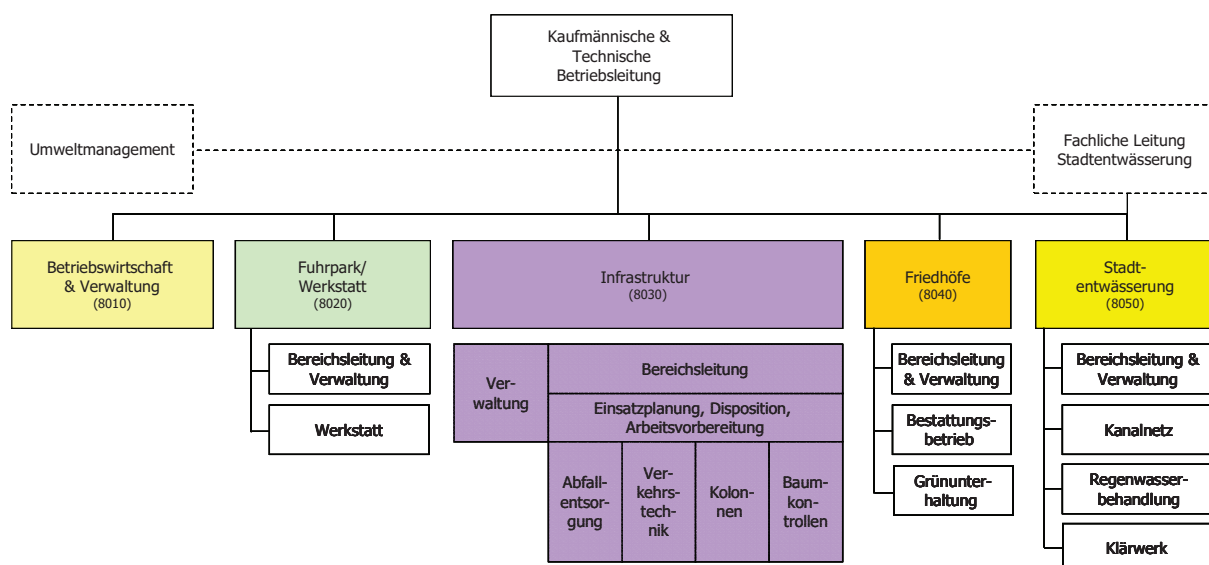 Kaufmännische &
Technische
Betriebsleitung
Umweltmanagement
Fachliche Leitung
Stadtentwässerung
Betriebswirtschaft
& Verwaltung
(8010)
Fuhrpark/
Werkstatt
(8020)
Infrastruktur
(8030)
Friedhöfe
(8040)
Stadt-
entwässerung
(8050)
Bereichsleitung &
Verwaltung
Werkstatt
Ver-
waltung
Bereichsleitung
Einsatzplanung, Disposition,
Arbeitsvorbereitung
Abfall-
entsor-
gung
Ver-
kehrs-
tech-
nik
Kolon-
nen
Baum-
kon-
trollen
Bereichsleitung
& Verwaltung
Bestattungs-
betrieb
Grünunter-
haltung
Bereichsleitung &
Verwaltung
Kanalnetz
Regenwasser-
behandlung
Klärwerk